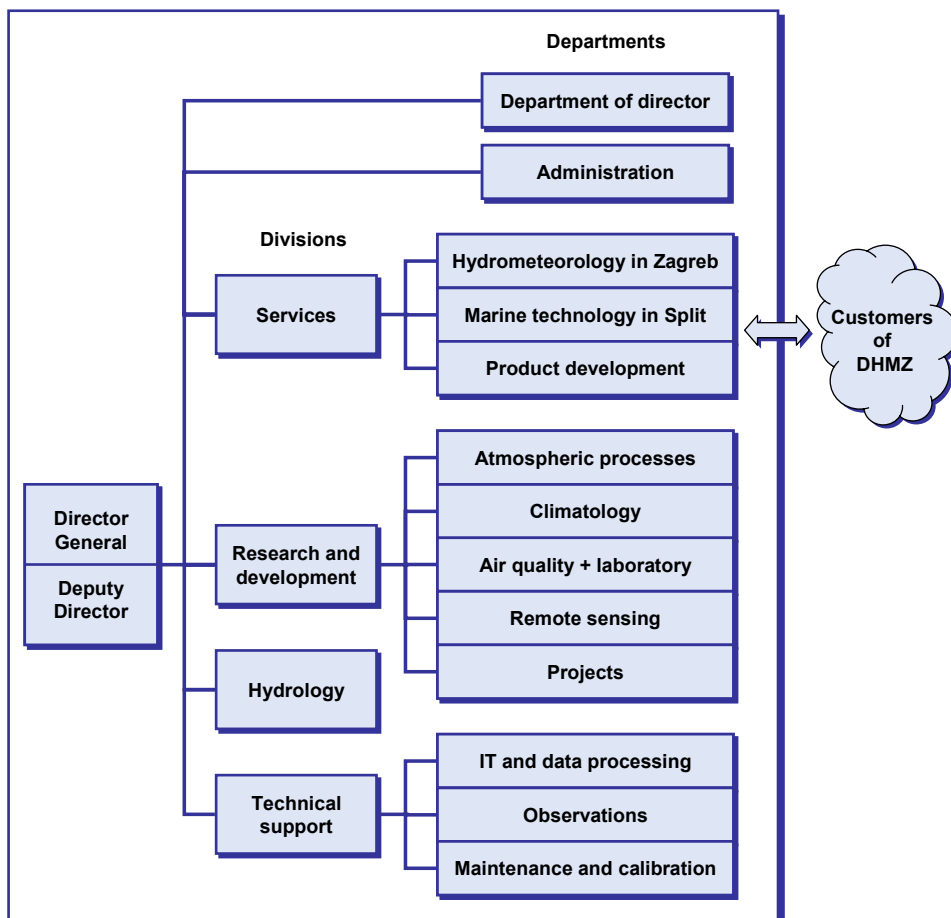 Departments
Department of director
Administration
Divisions
Services
Hydrometeorology in Zagreb
Marine technology in Split
Product development
Customers
of
DHMZ
Director
General
Deputy
Director
Research and
development
Atmospheric processes
Climatology
Air quality + laboratory
Remote sensing
Projects
Hydrology
Technical
support
IT and data processing
Observations
Maintenance and calibration